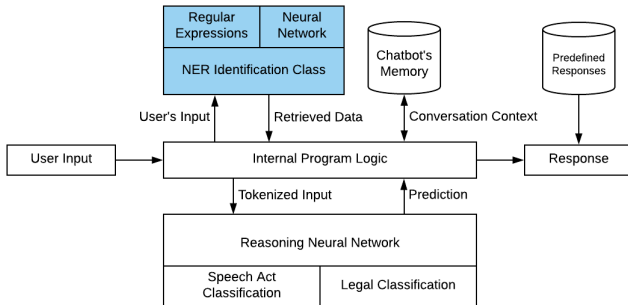 Regular
Expressions
Neural
Network
NER Identification Class
Chatbot's
Memory
Predefined
Responses
User's Input
Retrieved Data
Conversation Context
User Input
Internal Program Logic
Response
Tokenized Input
Prediction
Reasoning Neural Network
Speech Act
Classification
Legal Classification